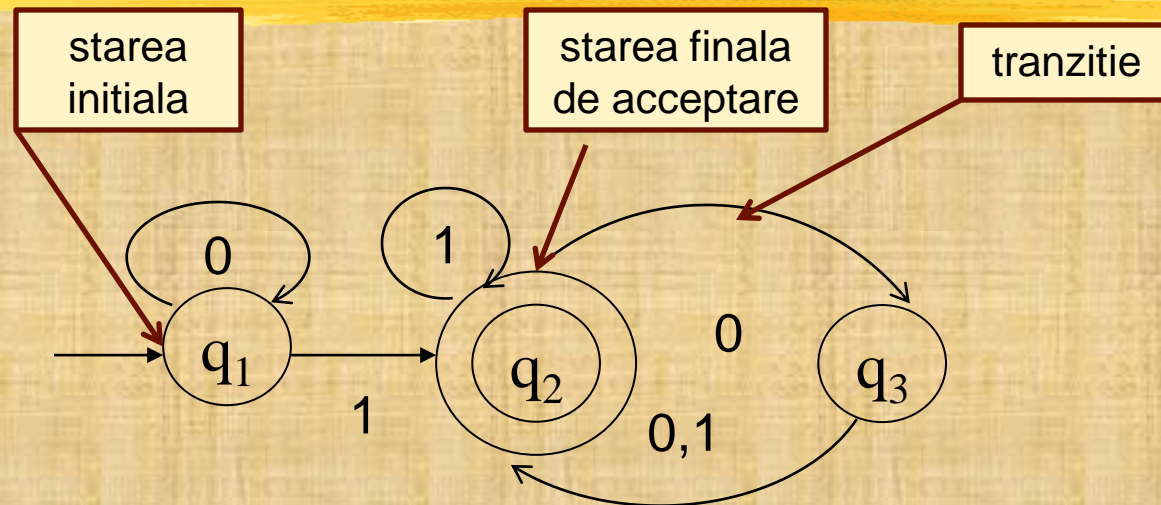 starea
initiala
starea finala
de acceptare
tranzitie
0
1
q₁
1
q₂
0
0,1
q₃